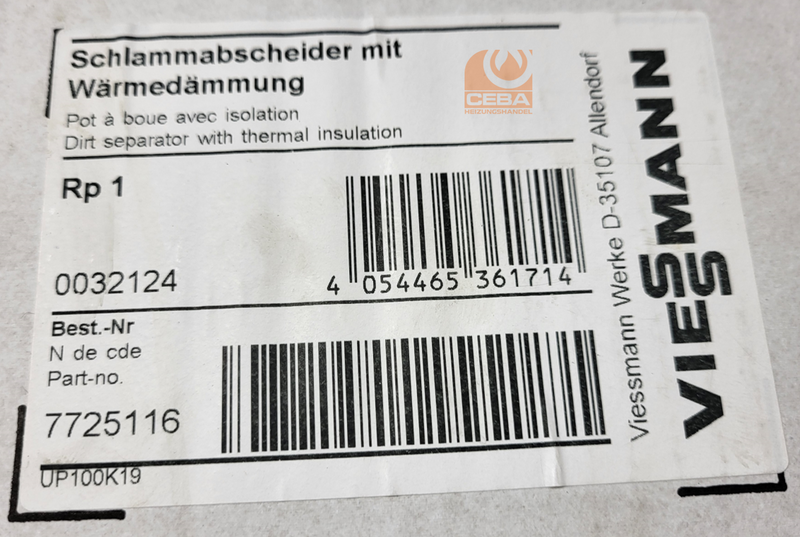 Schlammabscheider mit
Wärmedämmung
Pot à boue avec isolation
Dirt separator with thermal insulation
CEBA
HEIZUNGSHANDEL
Rp 1
0032124
4 054465 361714
Best.-Nr
N de cde
Part-no.
7725116
UP100K19
Viessmann Werke D-35107 Allendorf
VIESSMANN